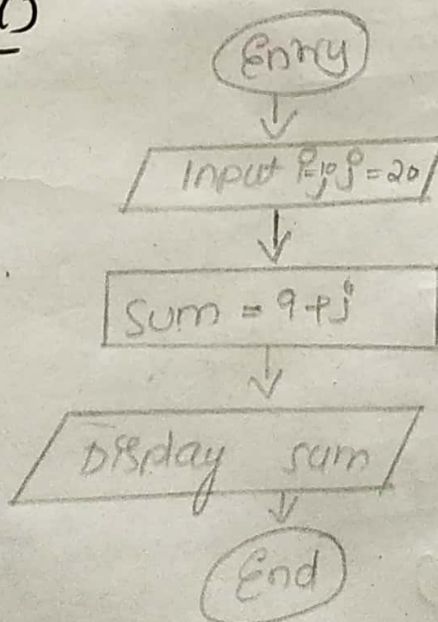 Entry
Input i=10, j=20
Sum = i+j
Display sum
End